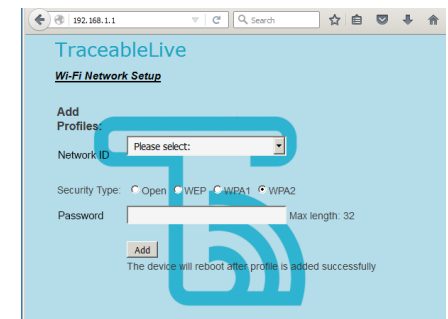 192.168.1.1
Search
TraceableLive
Wi-Fi Network Setup
Add
Profiles:
Network ID
Please select:
Security Type: Open WEP WPA1 WPA2
Password
Max length: 32
Add
The device will reboot after profile is added successfully